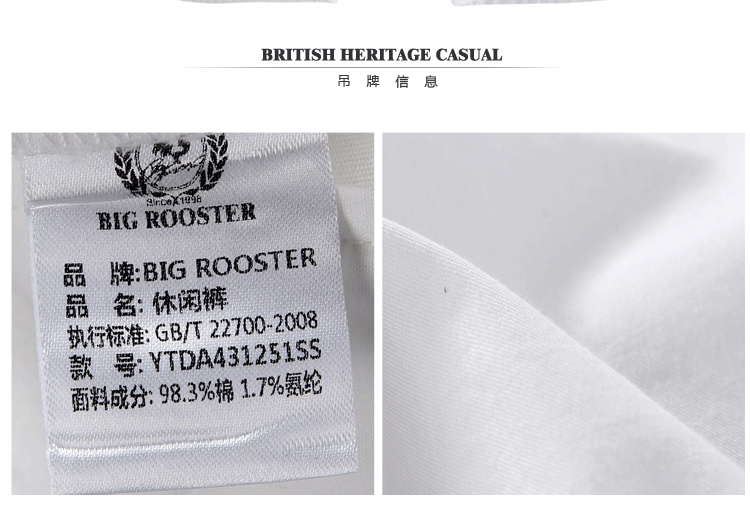 BRITISH HERITAGE CASUAL
吊牌信息
Since 1996
BIG ROOSTER
品 牌:BIG ROOSTER
品 名: 休闲裤
执行标准: GB/T 22700-2008
款 号: YTDA431251SS
面料成分: 98.3%棉 1.7%氨纶